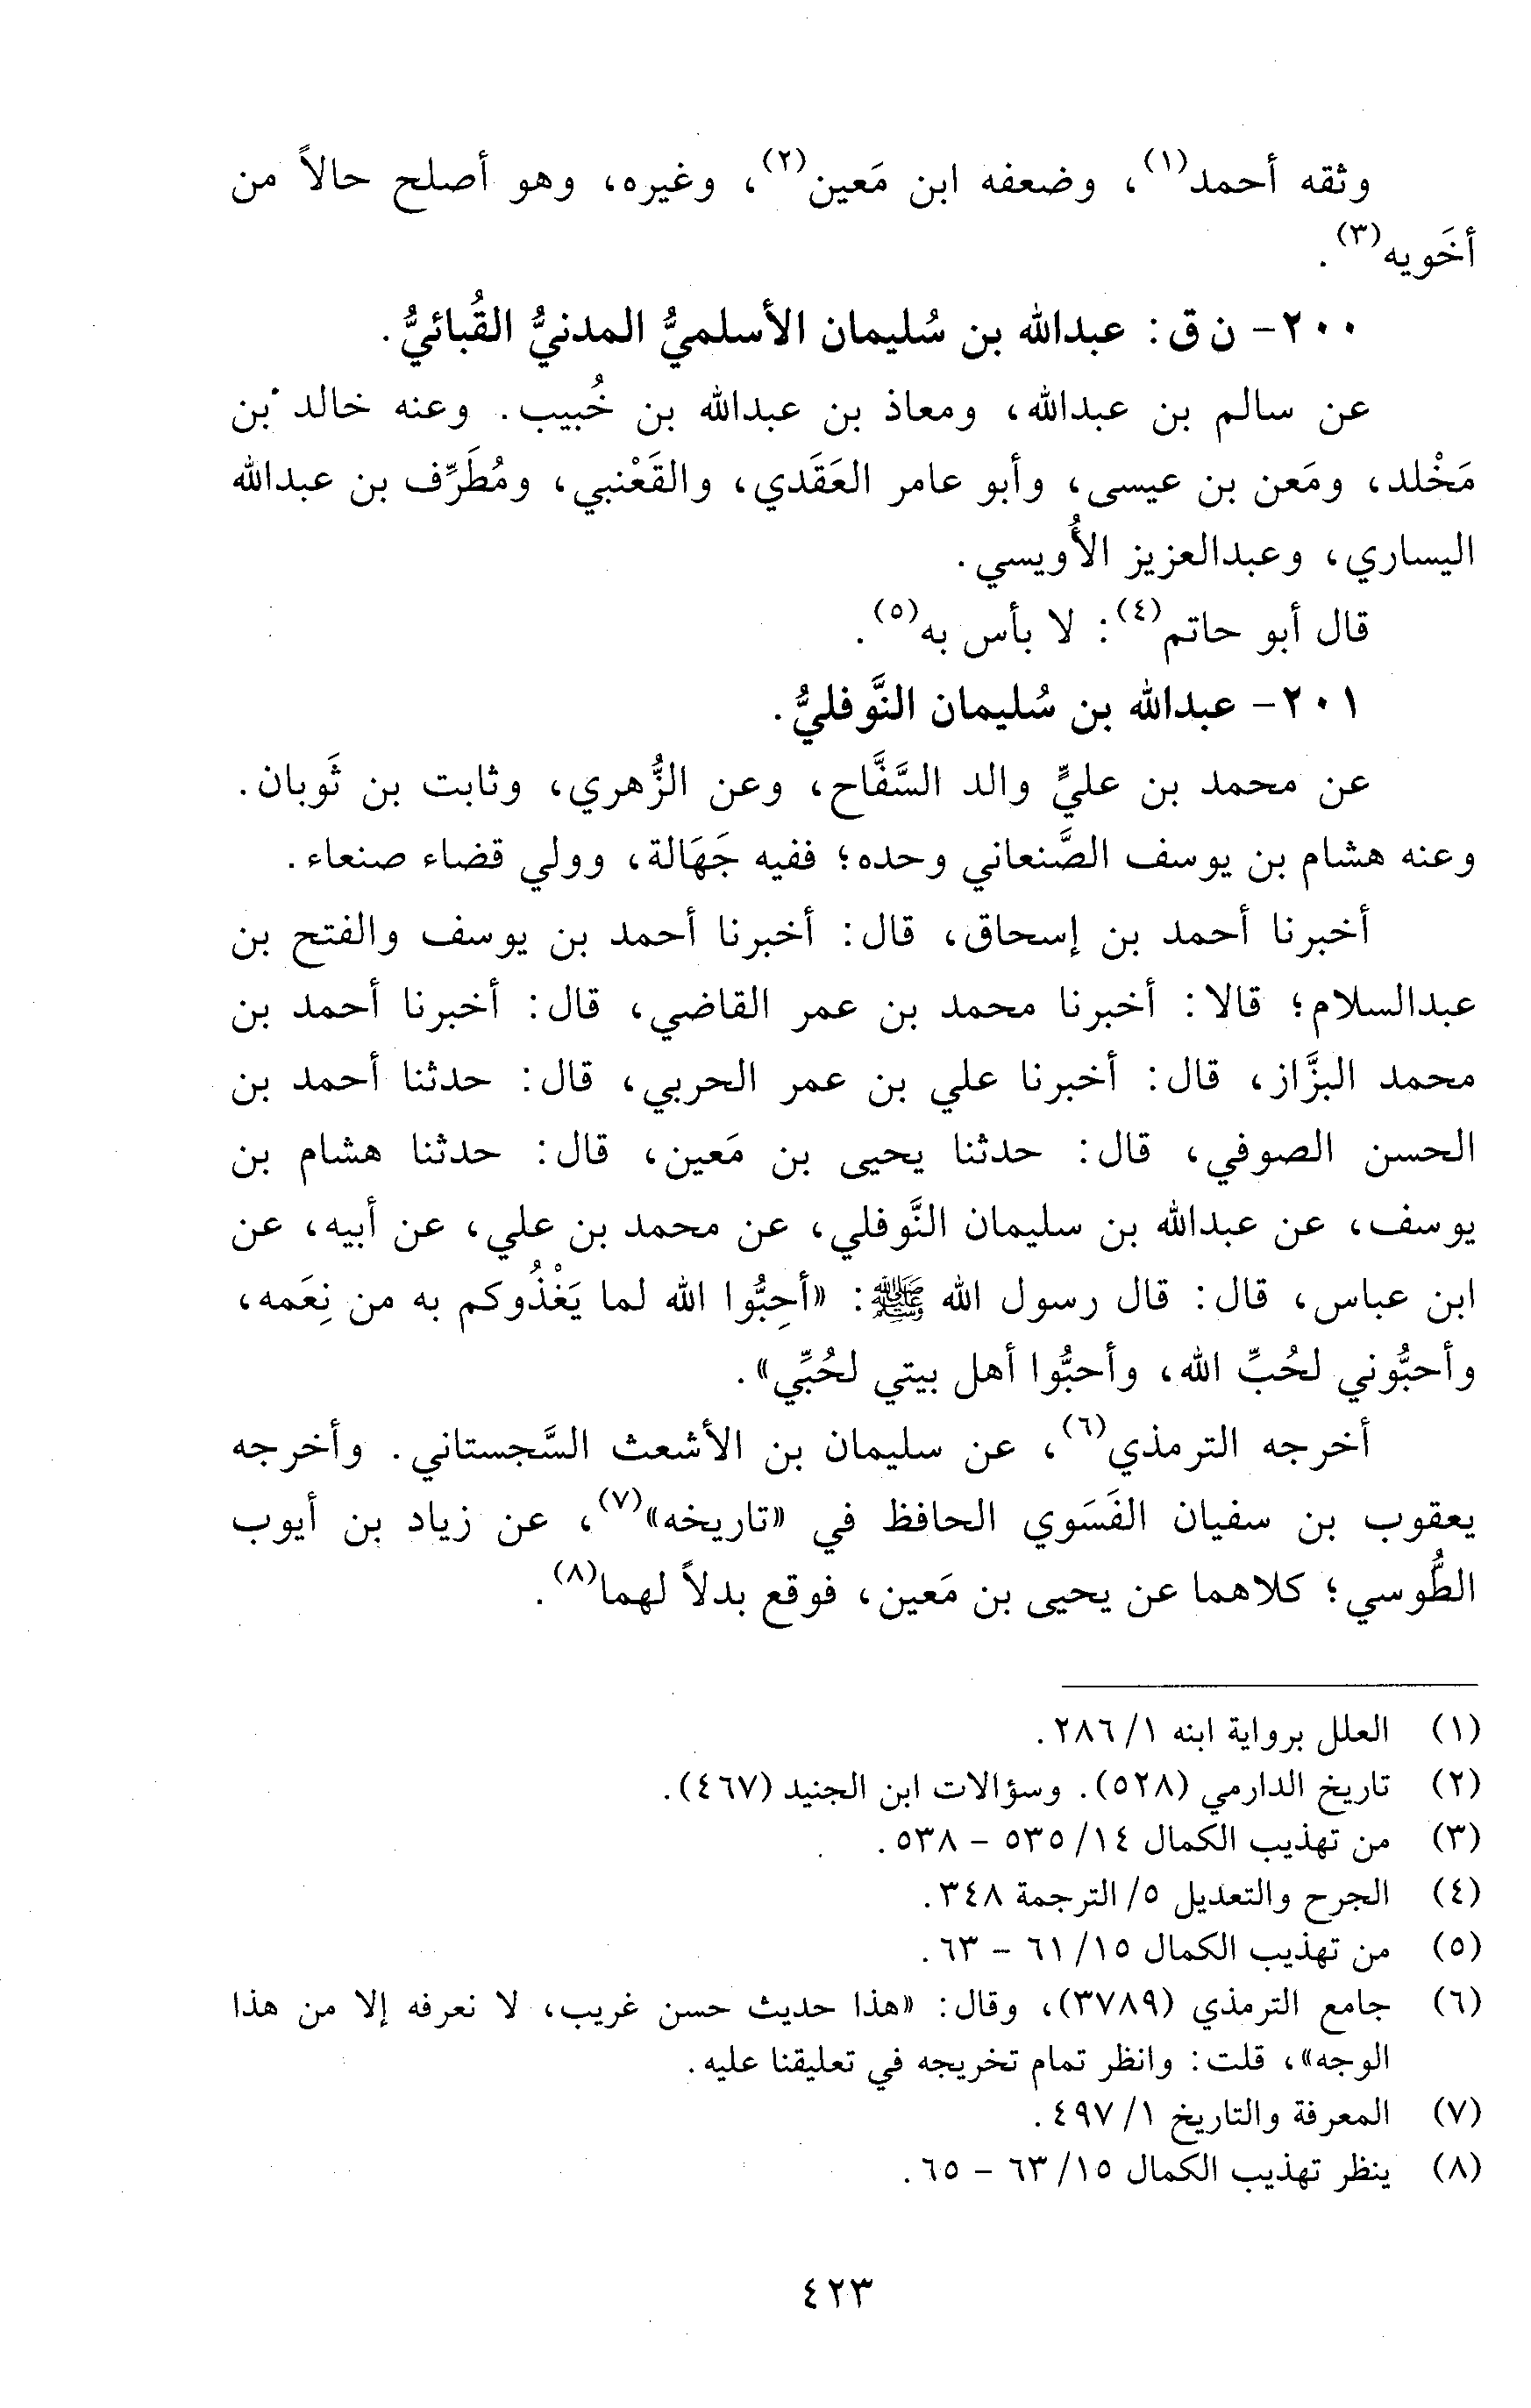 وثقه أحمد(١)، وضعفه ابن مَعين(٢)، وغيره، وهو أصلح حالاً من
أخَويه(٣).
٢٠٠- ن ق: عبدالله بن سُليمان الأسلميُّ المدنيُّ القُبائيُّ.
عن سالم بن عبدالله، ومعاذ بن عبدالله بن خُبيب. وعنه خالد بن
مَخْلد، ومَعن بن عيسى، وأبو عامر العَقَدي، والقَعْنبي، ومُطَرِّف بن عبدالله
اليساري، وعبدالعزيز الأُويسي.
قال أبو حاتم(٤): لا بأس به(٥).
٢٠١- عبدالله بن سُليمان النَّوفليُّ.
عن محمد بن عليٍّ والد السَّفَّاح، وعن الزُّهري، وثابت بن ثَوبان.
وعنه هشام بن يوسف الصَّنعاني وحده؛ ففيه جَهَالة، وولي قضاء صنعاء.
أخبرنا أحمد بن إسحاق، قال: أخبرنا أحمد بن يوسف والفتح بن
عبدالسلام؛ قالا: أخبرنا محمد بن عمر القاضي، قال: أخبرنا أحمد بن
محمد البزَّاز، قال: أخبرنا علي بن عمر الحربي، قال: حدثنا أحمد بن
الحسن الصوفي، قال: حدثنا يحيى بن مَعين، قال: حدثنا هشام بن
يوسف، عن عبدالله بن سليمان النَّوفلي، عن محمد بن علي، عن أبيه، عن
ابن عباس، قال: قال رسول الله ﷺ: «أحِبُّوا الله لما يَغْذُوكم به من نِعَمه،
وأحبُّوني لحُبِّ الله، وأحبُّوا أهل بيتي لحُبِّي».
أخرجه الترمذي(٦)، عن سليمان بن الأشعث السَّجستاني. وأخرجه
يعقوب بن سفيان الفَسَوي الحافظ في «تاريخه»(٧)، عن زياد بن أيوب
الطُّوسي؛ كلاهما عن يحيى بن مَعين، فوقع بدلاً لهما(٨).
(١) العلل برواية ابنه ١/ ٢٨٦.
(٢) تاريخ الدارمي (٥٢٨). وسؤالات ابن الجنيد (٤٦٧).
(٣) من تهذيب الكمال ١٤/ ٥٣٥ - ٥٣٨.
(٤) الجرح والتعديل ٥/ الترجمة ٣٤٨.
(٥) من تهذيب الكمال ١٥/ ٦١ - ٦٣.
(٦) جامع الترمذي (٣٧٨٩)، وقال: «هذا حديث حسن غريب، لا نعرفه إلا من هذا
الوجه»، قلت: وانظر تمام تخريجه في تعليقنا عليه.
(٧) المعرفة والتاريخ ١/ ٤٩٧.
(٨) ينظر تهذيب الكمال ١٥/ ٦٣ - ٦٥.
٤٢٣